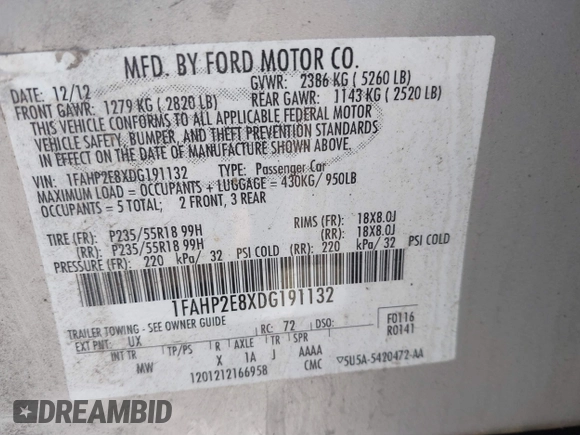 MFD. BY FORD MOTOR CO.
DATE: 12/12 GVWR: 2386 KG (5260 LB)
FRONT GAWR: 1279 KG (2820 LB) REAR GAWR: 1143 KG (2520 LB)
THIS VEHICLE CONFORMS TO ALL APPLICABLE FEDERAL MOTOR
VEHICLE SAFETY, BUMPER, AND THEFT PREVENTION STANDARDS
IN EFFECT ON THE DATE OF MANUFACTURE SHOWN ABOVE.
VIN: 1FAHP2E8XDG191132 TYPE: Passenger Car
MAXIMUM LOAD = OCCUPANTS + LUGGAGE = 430KG/950LB
OCCUPANTS = 5 TOTAL; 2 FRONT, 3 REAR
TIRE (FR): P235/55R18 99H RIMS (FR): 18X8.0J
(RR): P235/55R18 99H (RR): 18X8.0J
PRESSURE (FR): 220 kPa/ 32 PSI COLD (RR): 220 kPa/ 32 PSI COLD
1FAHP2E8XDG191132
TRAILER TOWING - SEE OWNER GUIDE
EXT PNT: UX RC: 72 DSO: F0116
R0141
INT TR TP/PS R AXLE TR SPR
MW X 1A J AAAA
1201212166958 CMC ▽5U5A-5420472-AA
DREAMBID